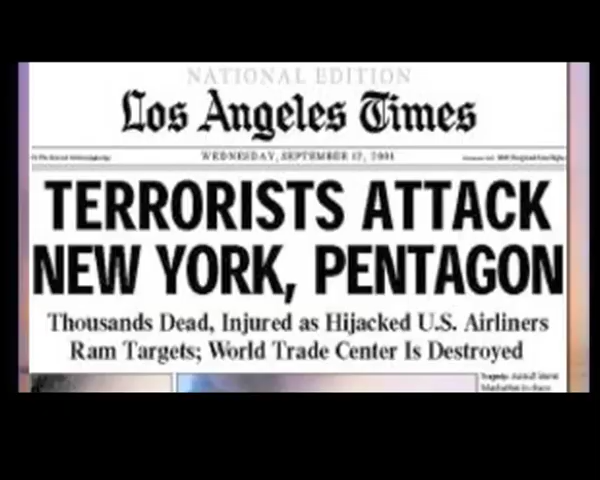 NATIONAL EDITION
Los Angeles Times
WEDNESDAY, SEPTEMBER 12, 2001
TERRORISTS ATTACK
NEW YORK, PENTAGON
Thousands Dead, Injured as Hijacked U.S. Airliners
Ram Targets; World Trade Center Is Destroyed